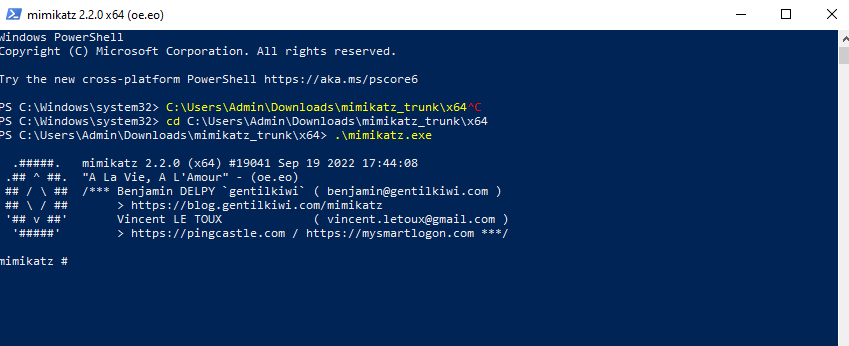 mimikatz 2.2.0 x64 (oe.eo)
Windows PowerShell
Copyright (C) Microsoft Corporation. All rights reserved.
Try the new cross-platform PowerShell https://aka.ms/pscore6
PS C:\Windows\system32> C:\Users\Admin\Downloads\mimikatz_trunk\x64^C
PS C:\Windows\system32> cd C:\Users\Admin\Downloads\mimikatz_trunk\x64
PS C:\Users\Admin\Downloads\mimikatz_trunk\x64> .\mimikatz.exe
  .#####.   mimikatz 2.2.0 (x64) #19041 Sep 19 2022 17:44:08
 .## ^ ##.  "A La Vie, A L'Amour" - (oe.eo)
 ## / \ ##  /*** Benjamin DELPY `gentilkiwi` ( benjamin@gentilkiwi.com )
 ## \ / ##       > https://blog.gentilkiwi.com/mimikatz
 '## v ##'       Vincent LE TOUX             ( vincent.letoux@gmail.com )
  '#####'        > https://pingcastle.com / https://mysmartlogon.com ***/
mimikatz #